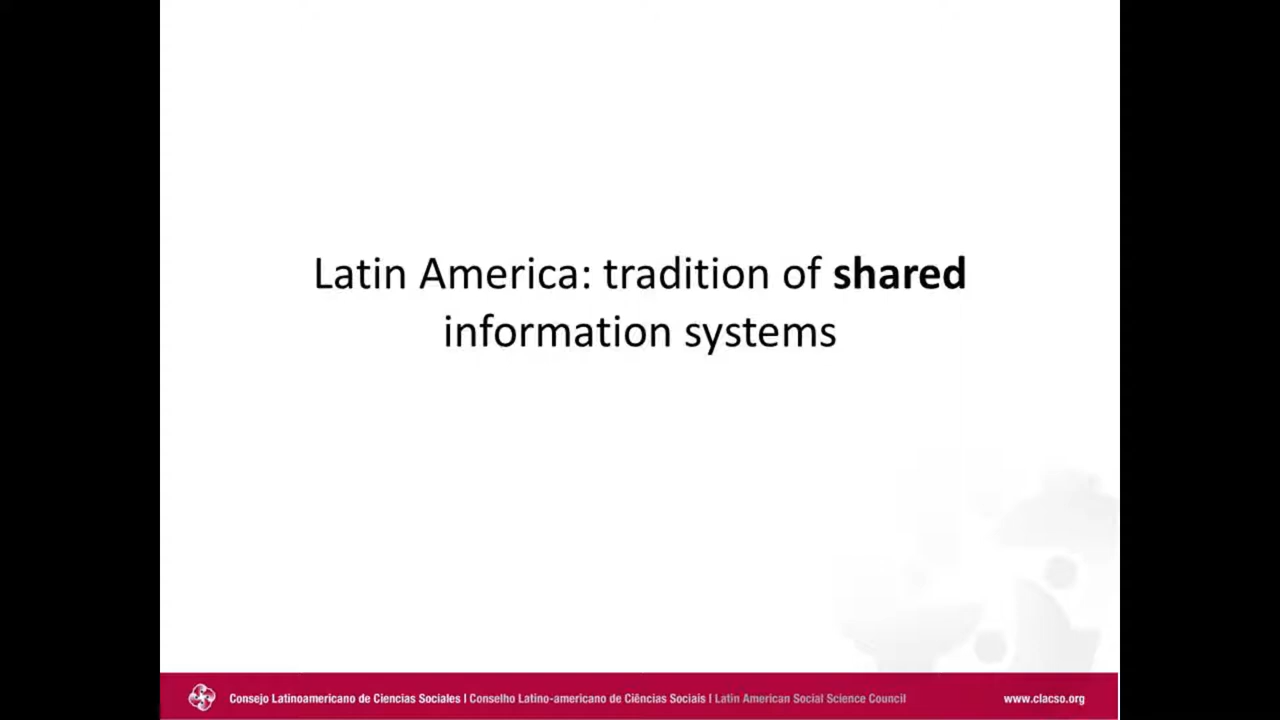 Latin America: tradition of shared
information systems
Consejo Latinoamericano de Ciencias Sociales | Conselho Latino-americano de Ciências Sociais | Latin American Social Science Council
www.clacso.org